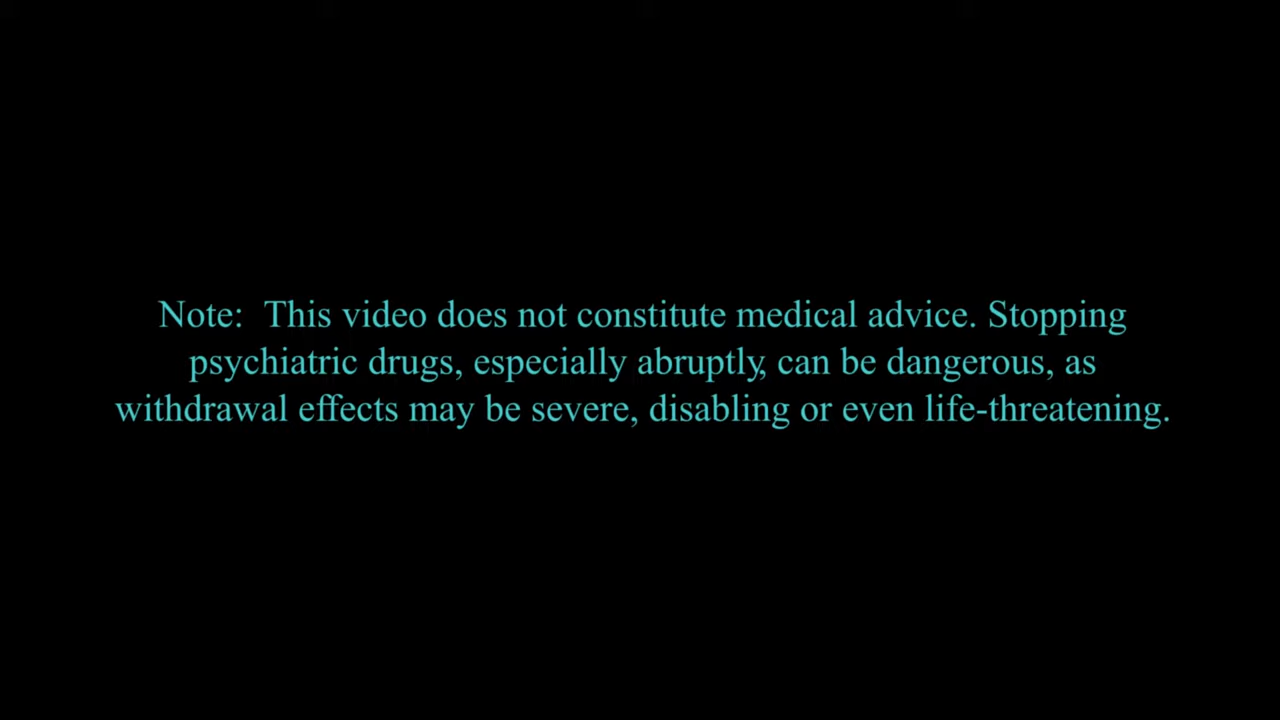 Note:  This video does not constitute medical advice. Stopping
psychiatric drugs, especially abruptly, can be dangerous, as
withdrawal effects may be severe, disabling or even life-threatening.